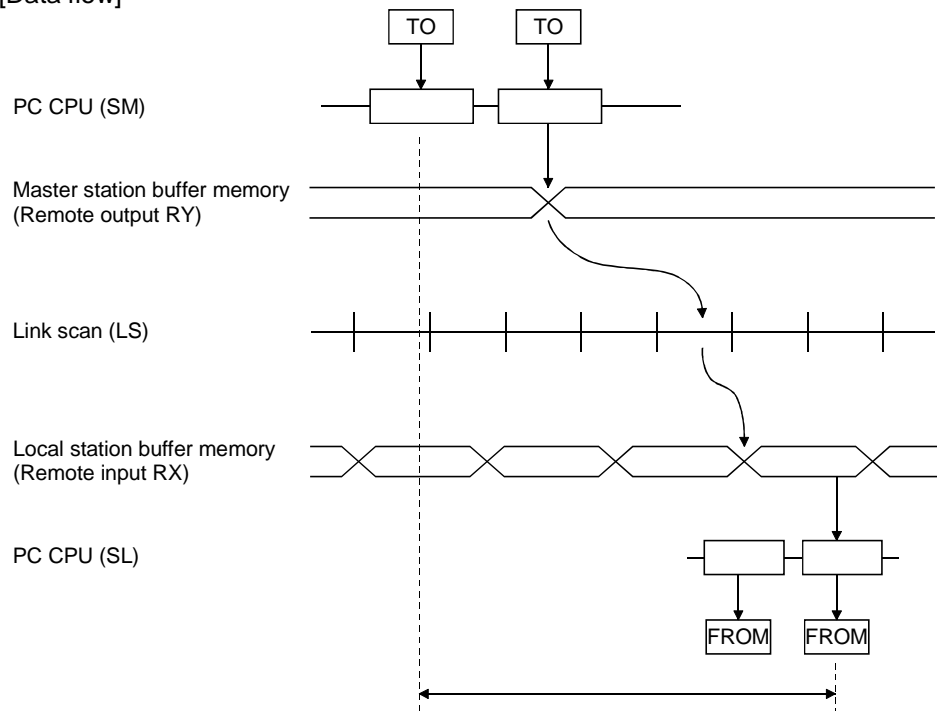 [Data flow]
TO TO
PC CPU (SM)
Master station buffer memory
(Remote output RY)
Link scan (LS)
Local station buffer memory
(Remote input RX)
PC CPU (SL)
FROM FROM